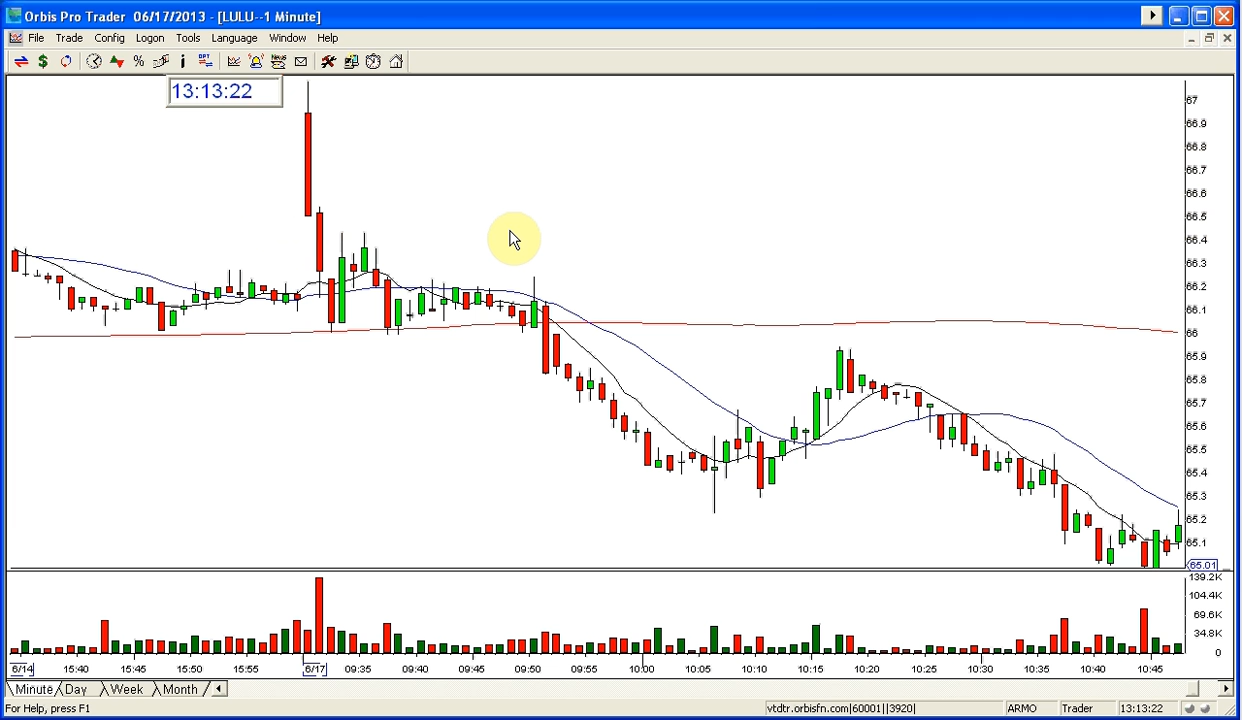 Orbis Pro Trader 06/17/2013 - [LULU--1 Minute]
File Trade Config Logon Tools Language Window Help
13:13:22
67
66.9
66.8
66.7
66.6
66.5
66.4
66.3
66.2
66.1
66
65.9
65.8
65.7
65.6
65.5
65.4
65.3
65.2
65.1
65.01
139.2K
104.4K
69.6K
34.8K
0
6/14 15:40 15:45 15:50 15:55 6/17 09:35 09:40 09:45 09:50 09:55 10:00 10:05 10:10 10:15 10:20 10:25 10:30 10:35 10:40 10:45
Minute Day Week Month
For Help, press F1 vtdtr.orbisfn.com|60001||3920| ARMO Trader 13:13:22